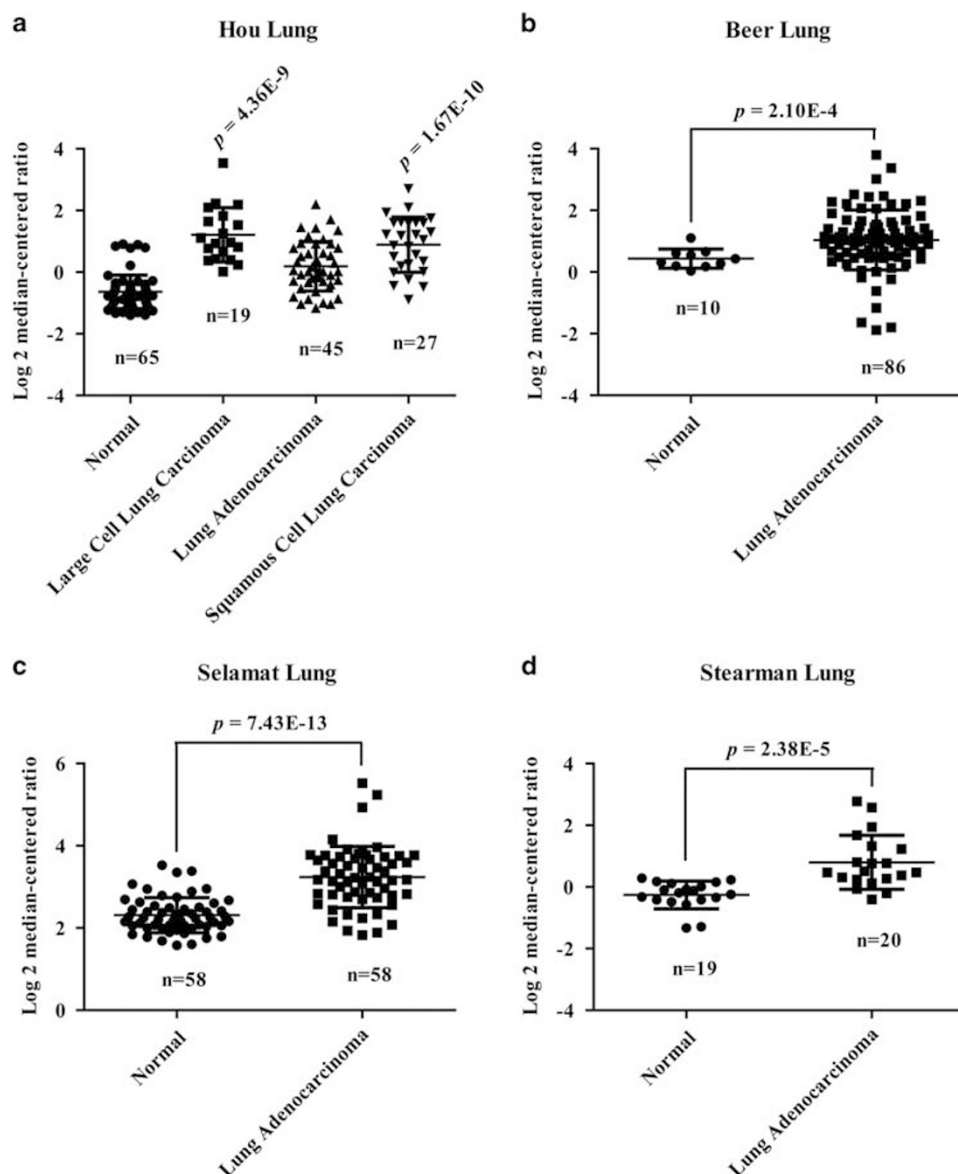 a
Hou Lung
p = 4.36E-9
p = 1.67E-10
Log 2 median-centered ratio
4
2
0
-2
-4
n=65
n=19
n=45
n=27
Normal
Large Cell Lung Carcinoma
Lung Adenocarcinoma
Squamous Cell Lung Carcinoma
b
Beer Lung
p = 2.10E-4
Log 2 median-centered ratio
4
2
0
-2
-4
n=10
n=86
Normal
Lung Adenocarcinoma
c
Selamat Lung
p = 7.43E-13
Log 2 median-centered ratio
6
4
2
0
n=58
n=58
Normal
Lung Adenocarcinoma
d
Stearman Lung
p = 2.38E-5
Log 2 median-centered ratio
4
2
0
-2
-4
n=19
n=20
Normal
Lung Adenocarcinoma